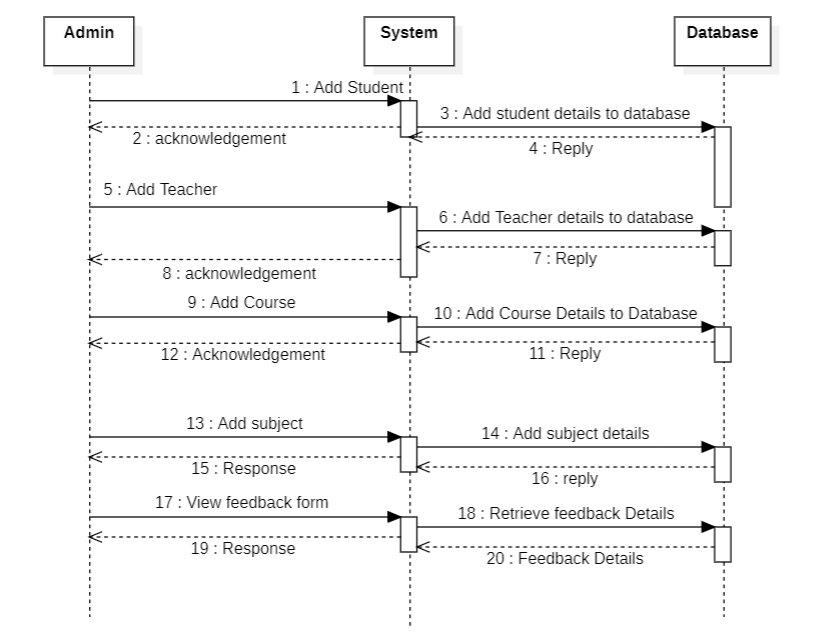 Admin
System
Database
1 : Add Student
3 : Add student details to database
2 : acknowledgement
4 : Reply
5 : Add Teacher
6 : Add Teacher details to database
7 : Reply
8 : acknowledgement
9 : Add Course
10 : Add Course Details to Database
12 : Acknowledgement
11 : Reply
13 : Add subject
14 : Add subject details
15 : Response
16 : reply
17 : View feedback form
18 : Retrieve feedback Details
19 : Response
20 : Feedback Details